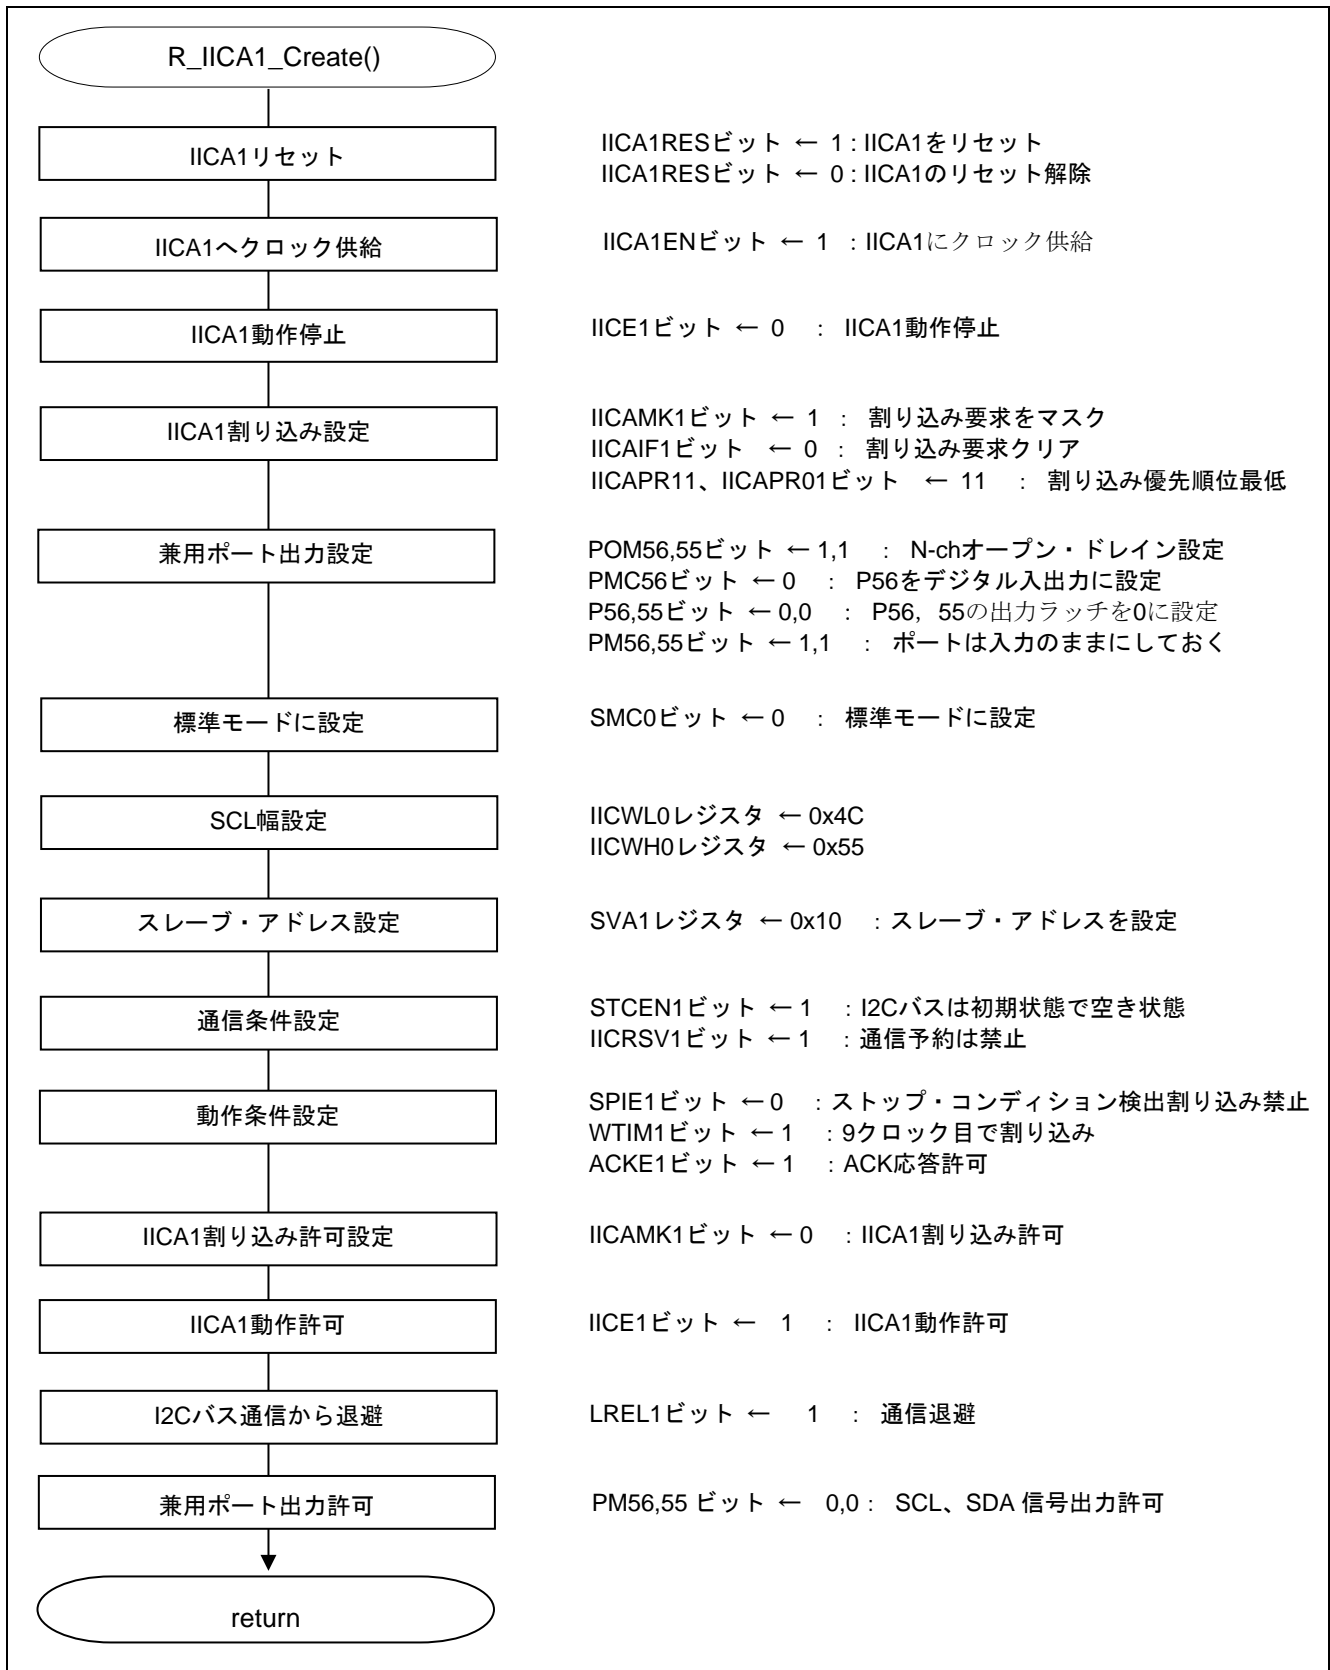 R_IICA1_Create()
IICA1リセット
IICA1RESビット ← 1 : IICA1をリセット
IICA1RESビット ← 0 : IICA1のリセット解除
IICA1へクロック供給
IICA1ENビット ← 1 : IICA1にクロック供給
IICA1動作停止
IICE1ビット ← 0 : IICA1動作停止
IICA1割り込み設定
IICAMK1ビット ← 1 : 割り込み要求をマスク
IICAIF1ビット ← 0 : 割り込み要求クリア
IICAPR11、IICAPR01ビット ← 11 : 割り込み優先順位最低
兼用ポート出力設定
POM56,55ビット ← 1,1 : N-chオープン・ドレイン設定
PMC56ビット ← 0 : P56をデジタル入出力に設定
P56,55ビット ← 0,0 : P56，55の出力ラッチを0に設定
PM56,55ビット ← 1,1 : ポートは入力のままにしておく
標準モードに設定
SMC0ビット ← 0 : 標準モードに設定
SCL幅設定
IICWL0レジスタ ← 0x4C
IICWH0レジスタ ← 0x55
スレーブ・アドレス設定
SVA1レジスタ ← 0x10 : スレーブ・アドレスを設定
通信条件設定
STCEN1ビット ← 1 : I2Cバスは初期状態で空き状態
IICRSV1ビット ← 1 : 通信予約は禁止
動作条件設定
SPIE1ビット ← 0 : ストップ・コンディション検出割り込み禁止
WTIM1ビット ← 1 : 9クロック目で割り込み
ACKE1ビット ← 1 : ACK応答許可
IICA1割り込み許可設定
IICAMK1ビット ← 0 : IICA1割り込み許可
IICA1動作許可
IICE1ビット ← 1 : IICA1動作許可
I2Cバス通信から退避
LREL1ビット ← 1 : 通信退避
兼用ポート出力許可
PM56,55 ビット ← 0,0 : SCL、SDA 信号出力許可
return